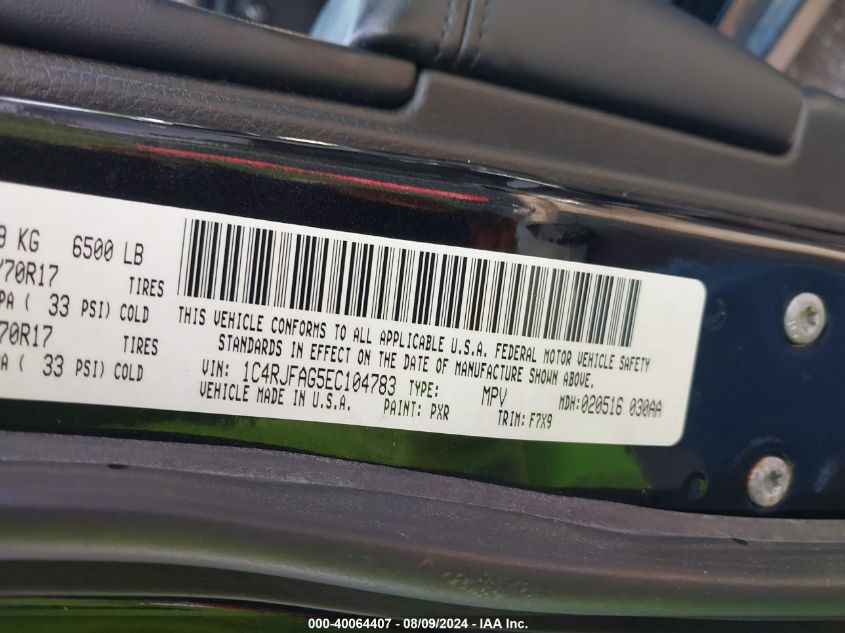 9 KG 6500 LB
70R17 TIRES
PA ( 33 PSI) COLD
70R17 TIRES
PA ( 33 PSI) COLD
THIS VEHICLE CONFORMS TO ALL APPLICABLE U.S.A. FEDERAL MOTOR VEHICLE SAFETY
STANDARDS IN EFFECT ON THE DATE OF MANUFACTURE SHOWN ABOVE.
VIN: 1C4RJFAG5EC104783 TYPE: MPV MDH:020516 030AA
VEHICLE MADE IN U.S.A. PAINT: PXR TRIM: F7X9
000-40064407 - 08/09/2024 - IAA Inc.